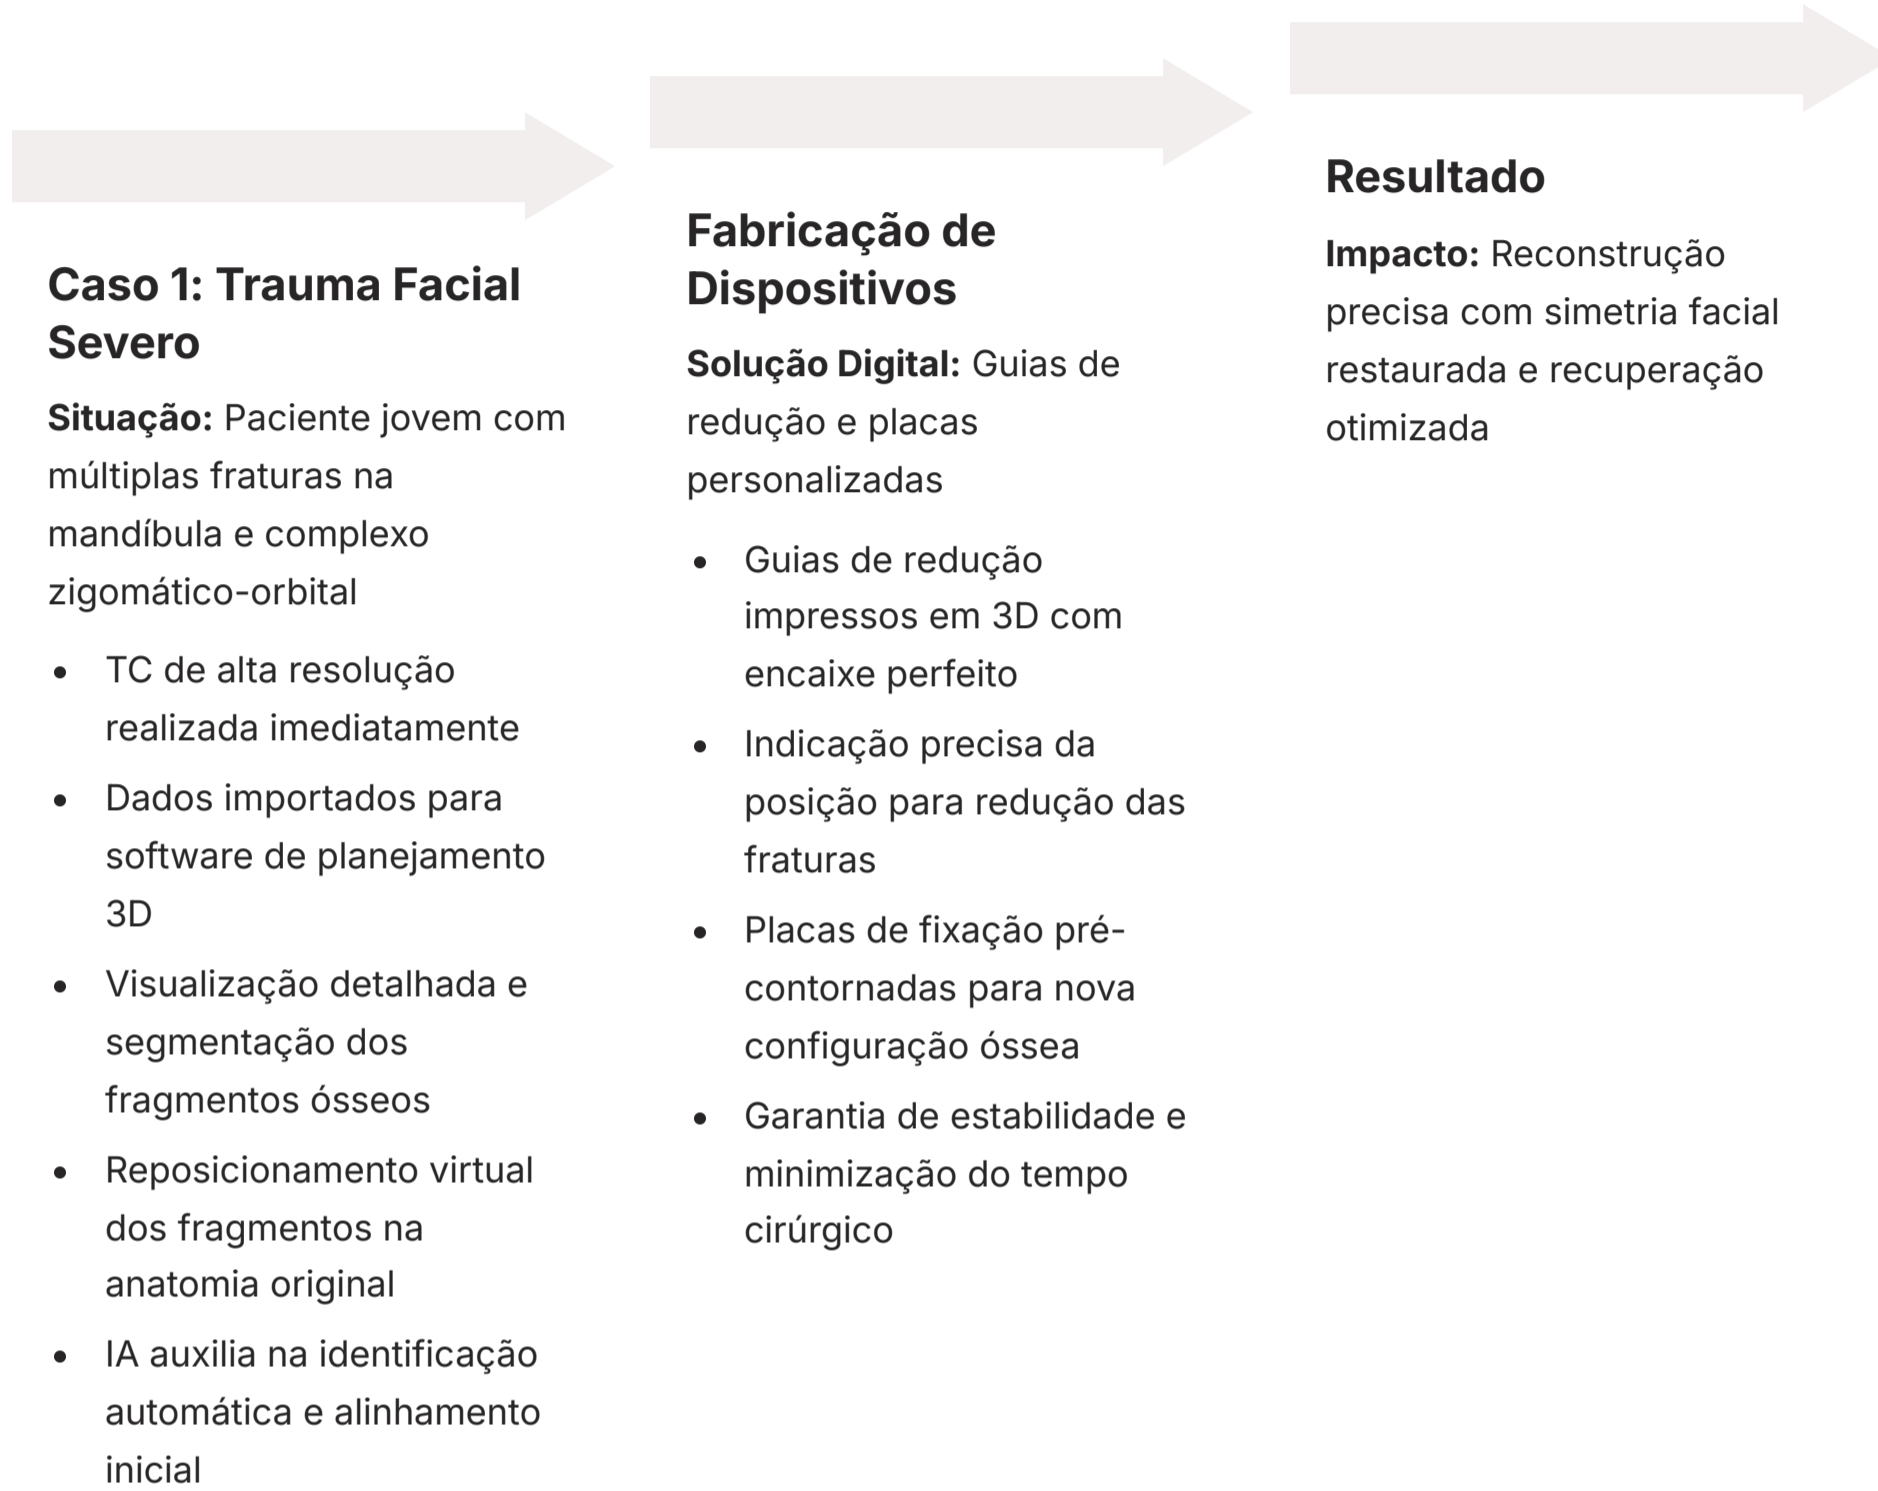 Caso 1: Trauma Facial
Severo
Situação: Paciente jovem com
múltiplas fraturas na
mandíbula e complexo
zigomático-orbital
• TC de alta resolução
realizada imediatamente
• Dados importados para
software de planejamento
3D
• Visualização detalhada e
segmentação dos
fragmentos ósseos
• Reposicionamento virtual
dos fragmentos na
anatomia original
• IA auxilia na identificação
automática e alinhamento
inicial
Fabricação de
Dispositivos
Solução Digital: Guias de
redução e placas
personalizadas
• Guias de redução
impressos em 3D com
encaixe perfeito
• Indicação precisa da
posição para redução das
fraturas
• Placas de fixação pré-
contornadas para nova
configuração óssea
• Garantia de estabilidade e
minimização do tempo
cirúrgico
Resultado
Impacto: Reconstrução
precisa com simetria facial
restaurada e recuperação
otimizada